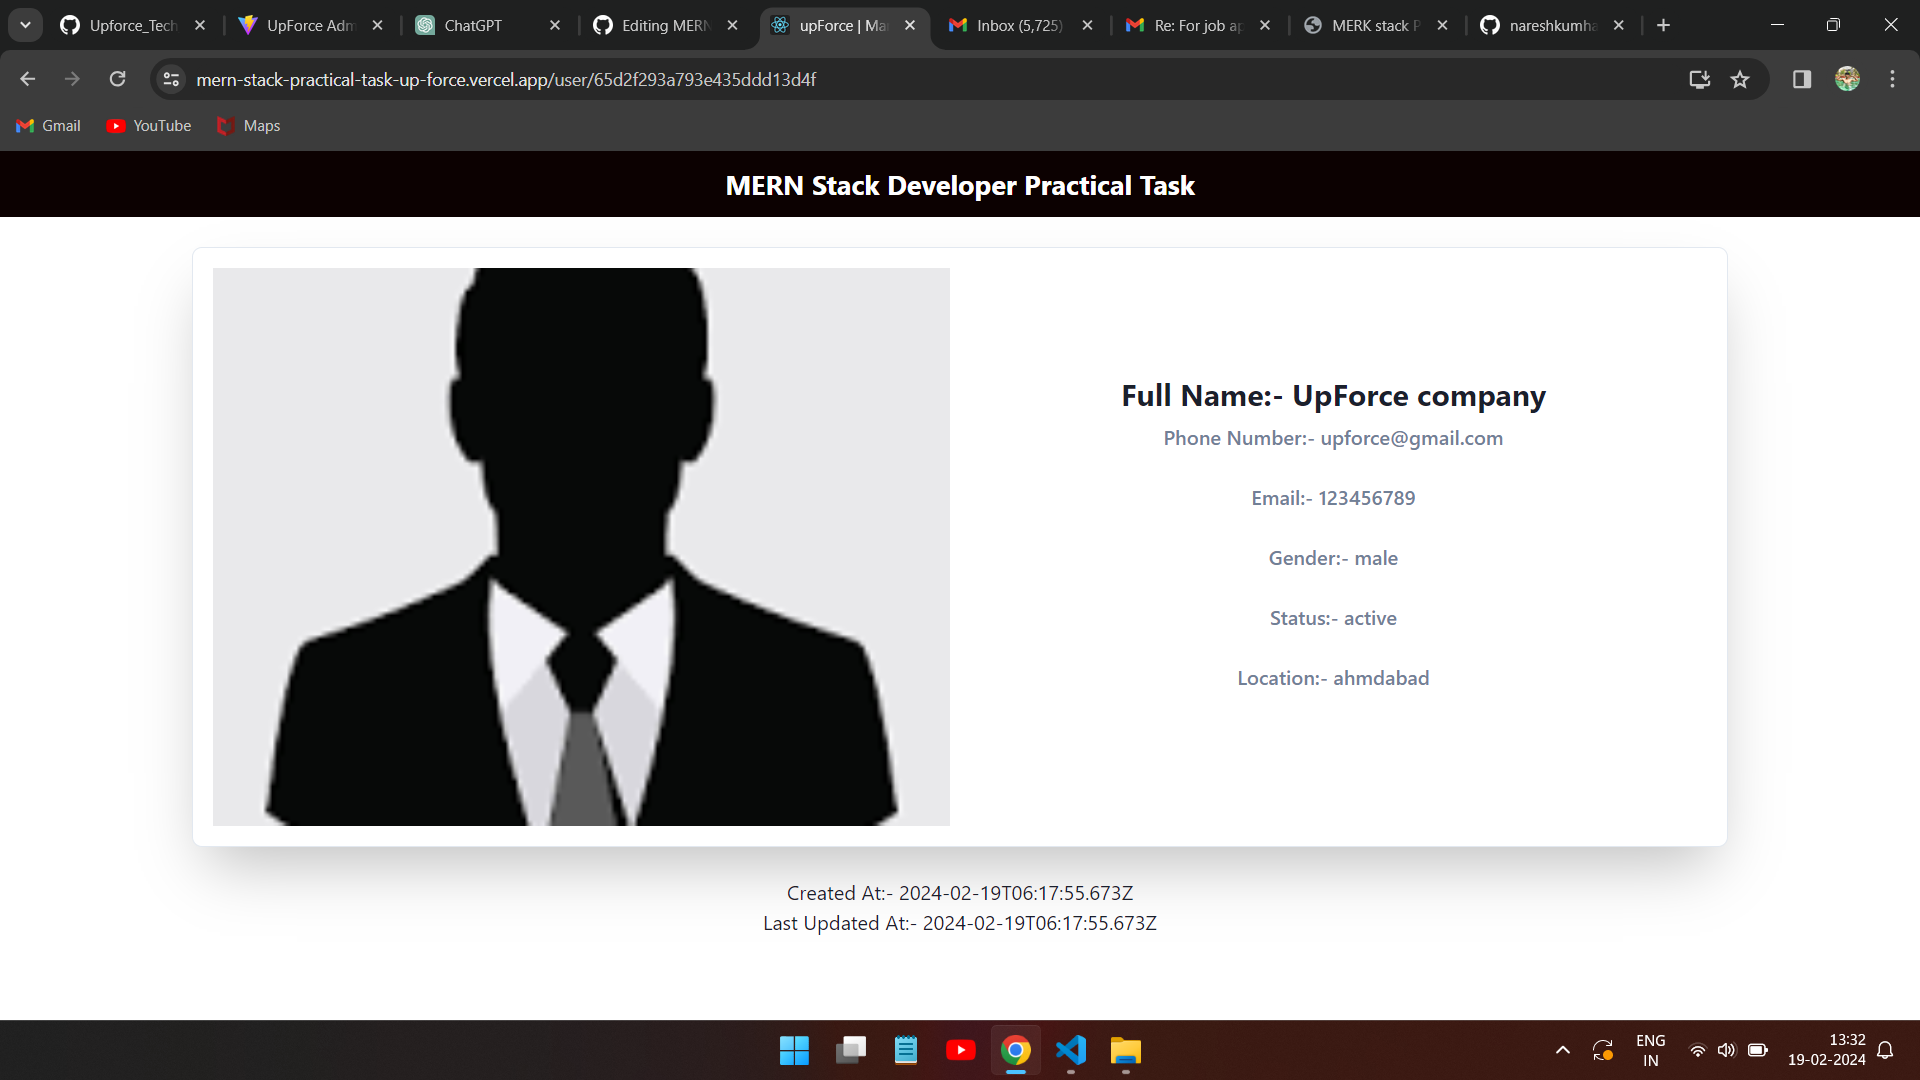 Upforce_Tech
UpForce Adm
ChatGPT
Editing MERN
upForce | Ma
Inbox (5,725)
Re: For job ap
MERK stack P
nareshkumha
mern-stack-practical-task-up-force.vercel.app/user/65d2f293a793e435ddd13d4f
Gmail
YouTube
Maps
MERN Stack Developer Practical Task
Full Name:- UpForce company
Phone Number:- upforce@gmail.com
Email:- 123456789
Gender:- male
Status:- active
Location:- ahmdabad
Created At:- 2024-02-19T06:17:55.673Z
Last Updated At:- 2024-02-19T06:17:55.673Z
ENG
IN
13:32
19-02-2024